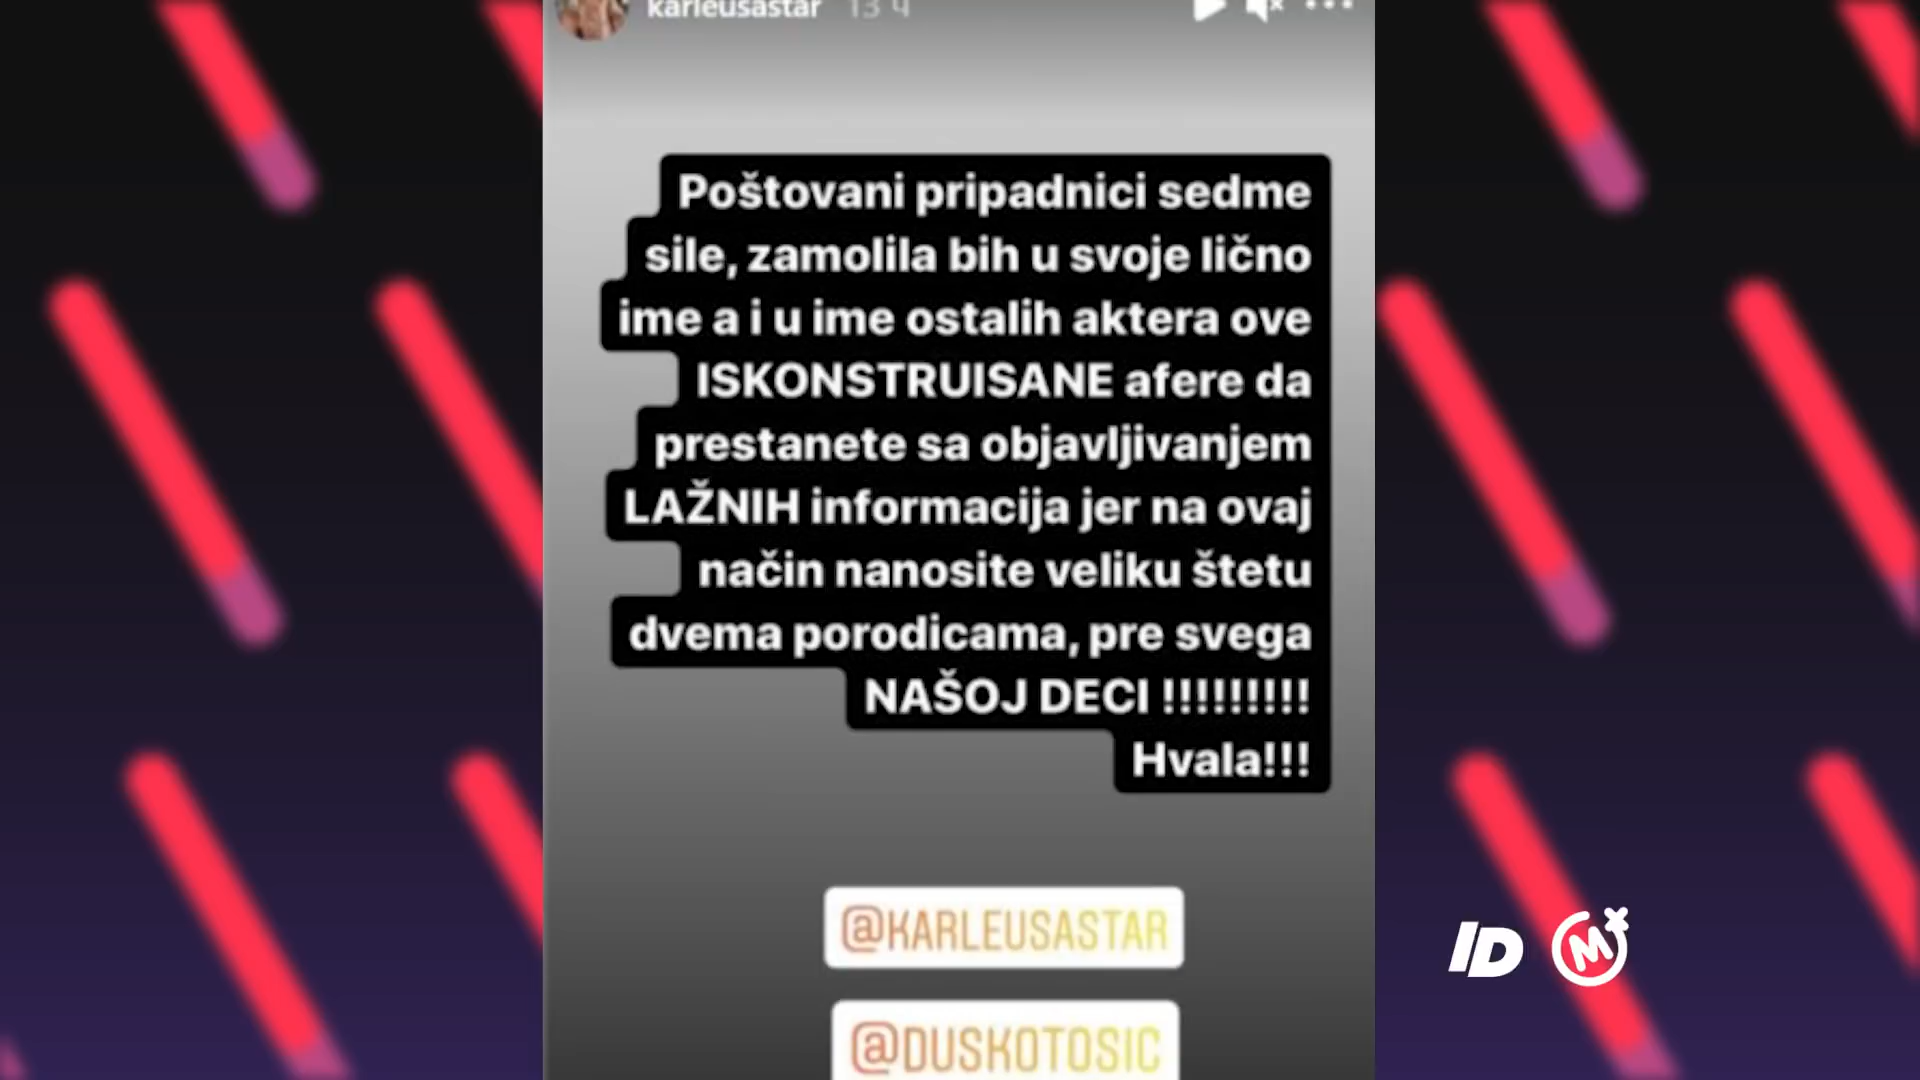 karleusastar 13 ч
Poštovani pripadnici sedme
sile, zamolila bih u svoje lično
ime a i u ime ostalih aktera ove
ISKONSTRUISANE afere da
prestanete sa objavljivanjem
LAŽNIH informacija jer na ovaj
način nanosite veliku štetu
dvema porodicama, pre svega
NAŠOJ DECI !!!!!!!!!
Hvala!!!
@KARLEUSASTAR
@DUSKOTOSIC
ID M